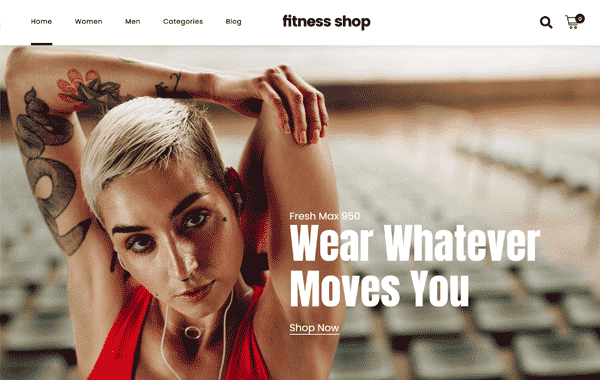 Home Women Men Categories Blog fitness shop 0
Fresh Max 950
Wear Whatever
Moves You
Shop Now